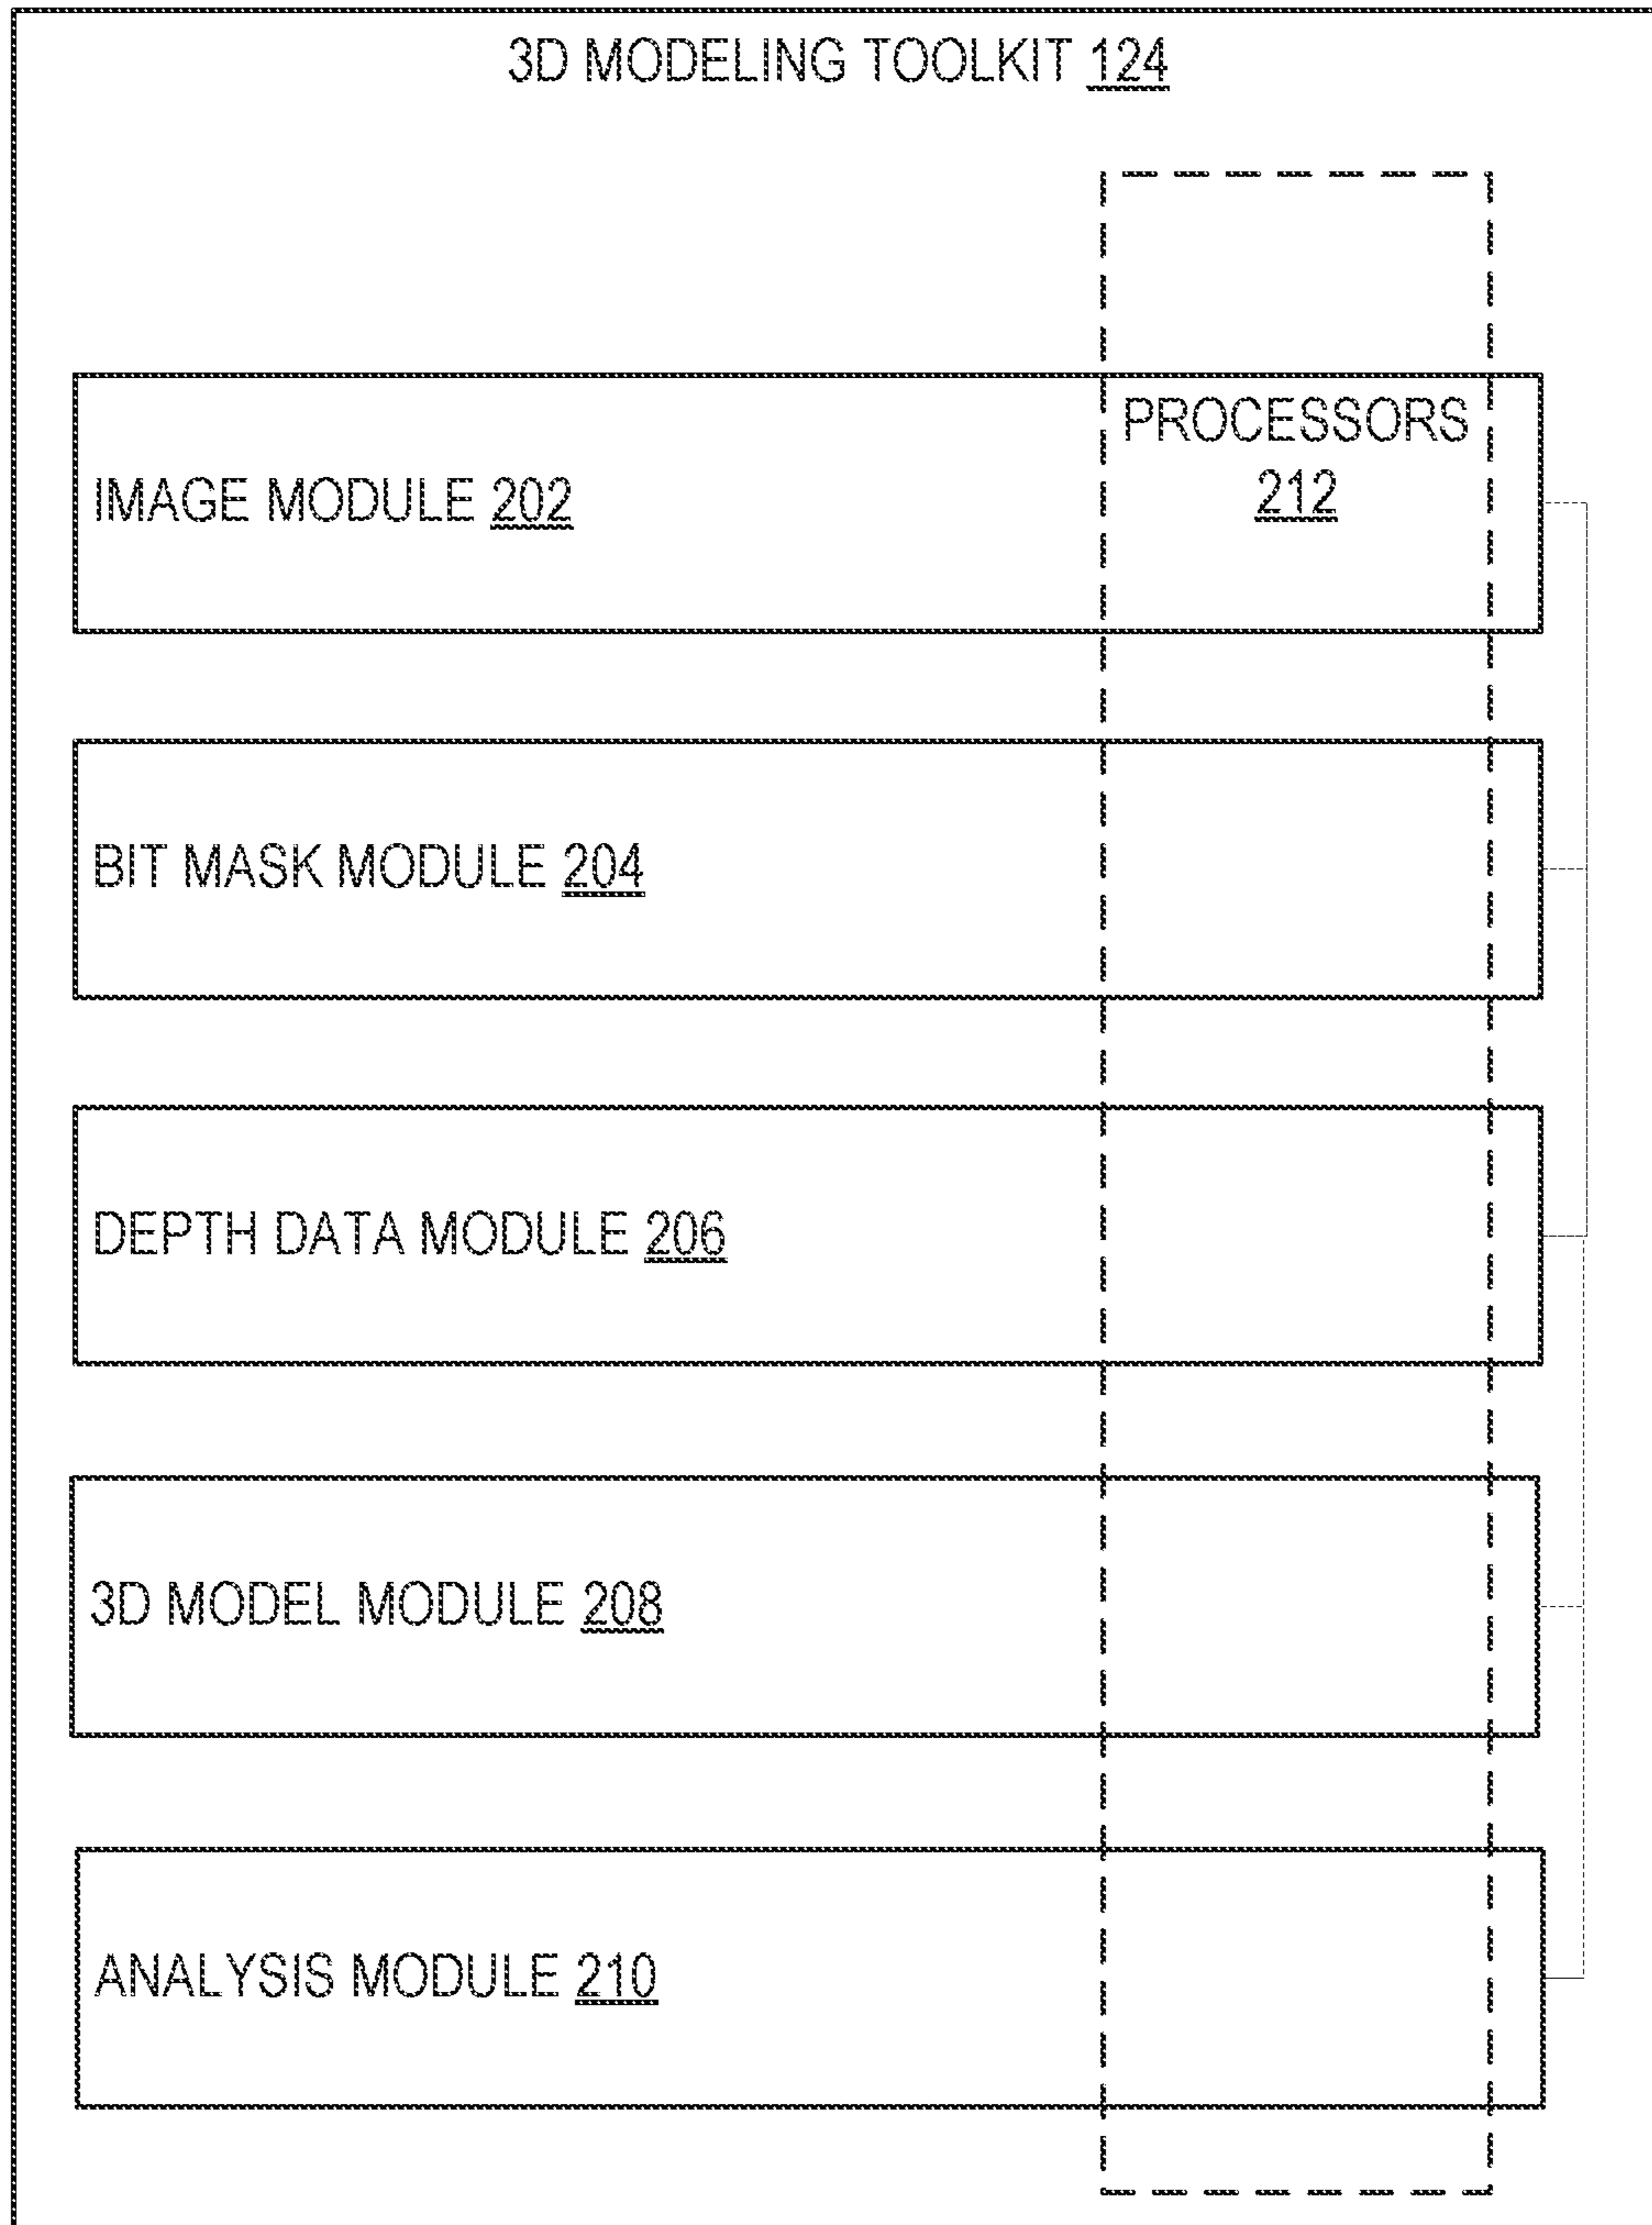 3D MODELING TOOLKIT 124
PROCESSORS
212
IMAGE MODULE 202
BIT MASK MODULE 204
DEPTH DATA MODULE 206
3D MODEL MODULE 208
ANALYSIS MODULE 210